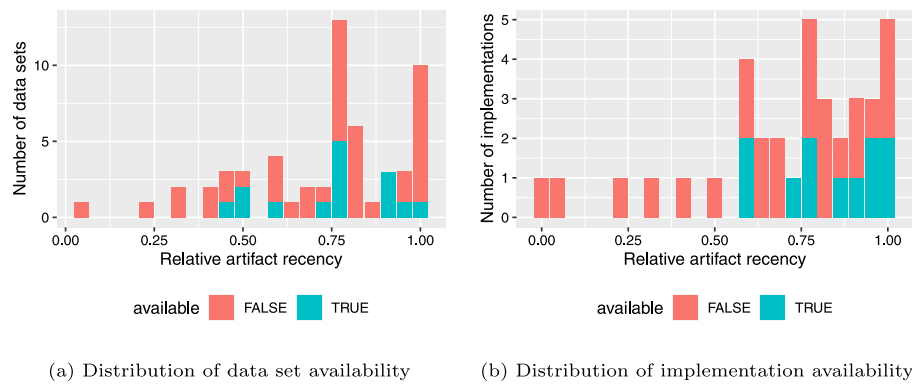 Number of data sets
10
5
0
0.00 0.25 0.50 0.75 1.00
Relative artifact recency
available FALSE TRUE
(a) Distribution of data set availability
Number of implementations
5
4
3
2
1
0
0.00 0.25 0.50 0.75 1.00
Relative artifact recency
available FALSE TRUE
(b) Distribution of implementation availability